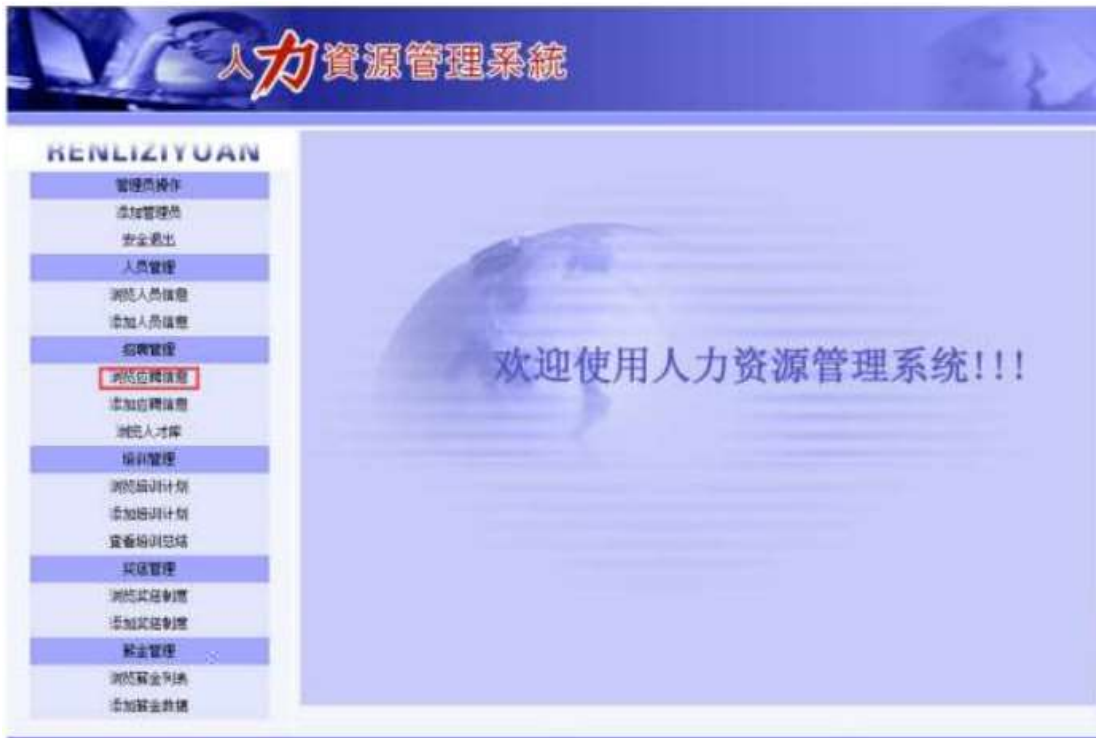 人力資源管理系統
RENLIZIYUAN
管理员操作
添加管理员
安全退出
人员管理
浏览人员信息
添加人员信息
招聘管理
浏览应聘信息
添加应聘信息
浏览人才库
培训管理
浏览培训计划
添加培训计划
查看培训总结
奖惩管理
浏览奖惩制度
添加奖惩制度
薪金管理
浏览薪金列表
添加薪金数据
欢迎使用人力资源管理系统!!!